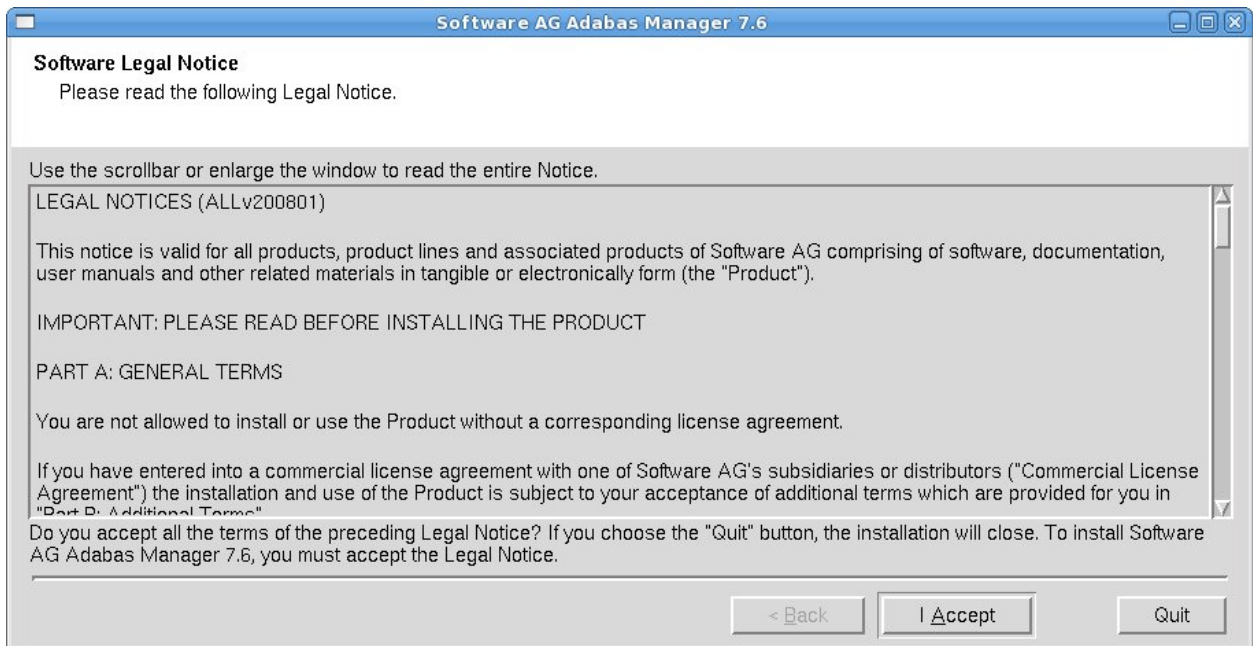 Software AG Adabas Manager 7.6
Software Legal Notice
Please read the following Legal Notice.
Use the scrollbar or enlarge the window to read the entire Notice.
LEGAL NOTICES (ALLv200801)
This notice is valid for all products, product lines and associated products of Software AG comprising of software, documentation,
user manuals and other related materials in tangible or electronically form (the "Product").
IMPORTANT: PLEASE READ BEFORE INSTALLING THE PRODUCT
PART A: GENERAL TERMS
You are not allowed to install or use the Product without a corresponding license agreement.
If you have entered into a commercial license agreement with one of Software AG's subsidiaries or distributors ("Commercial License
Agreement") the installation and use of the Product is subject to your acceptance of additional terms which are provided for you in
"Part B: Additional Terms"
Do you accept all the terms of the preceding Legal Notice? If you choose the "Quit" button, the installation will close. To install Software
AG Adabas Manager 7.6, you must accept the Legal Notice.
< Back
I Accept
Quit